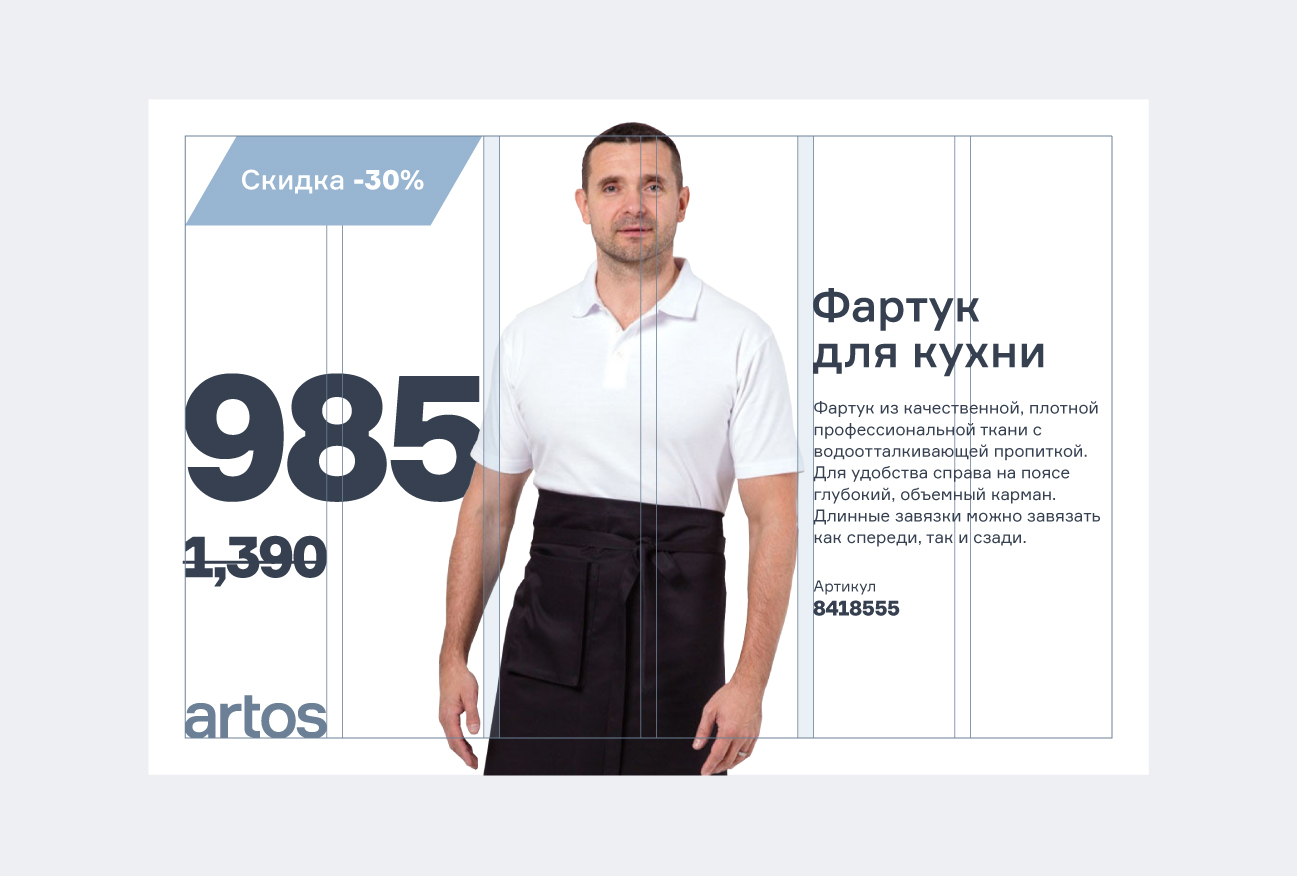 Скидка -30%
985
1,390
artos
Фартук
для кухни
Фартук из качественной, плотной
профессиональной ткани с
водоотталкивающей пропиткой.
Для удобства справа на поясе
глубокий, объемный карман.
Длинные завязки можно завязать
как спереди, так и сзади.
Артикул
8418555